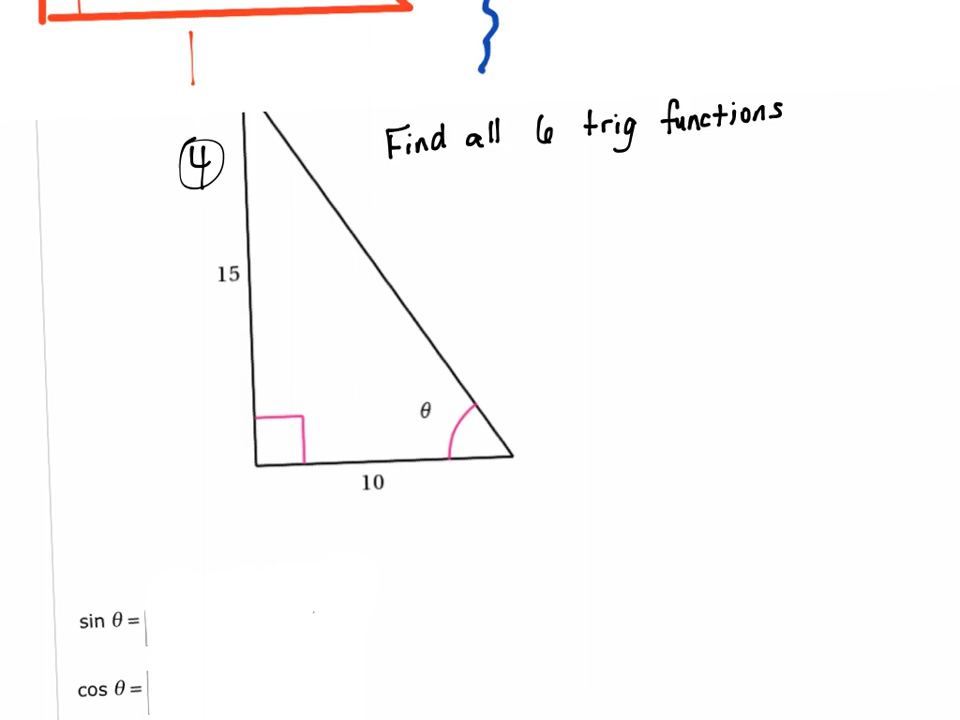 Find all 6 trig functions
4
15
θ
10
sin θ =
cos θ =